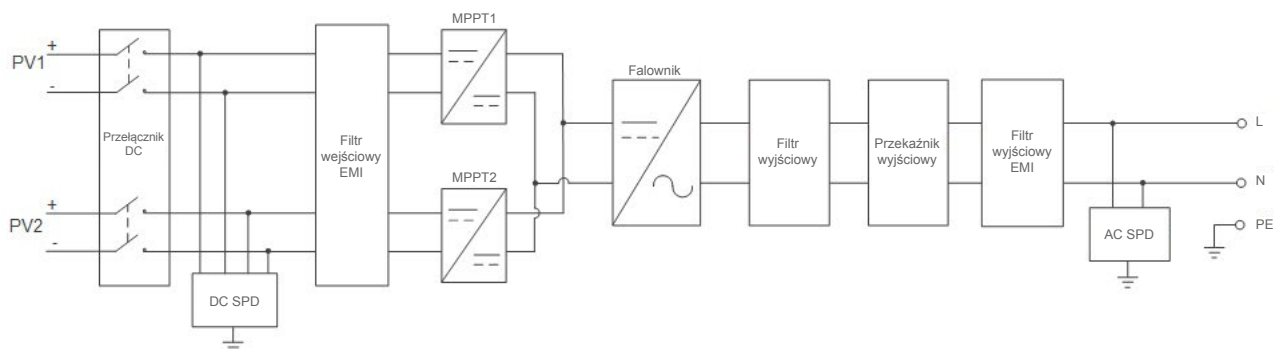 PV1
+
-
Przełącznik
DC
PV2
+
-
DC SPD
Filtr
wejściowy
EMI
MPPT1
MPPT2
Falownik
Filtr
wyjściowy
Przekaźnik
wyjściowy
Filtr
wyjściowy
EMI
AC SPD
L
N
PE